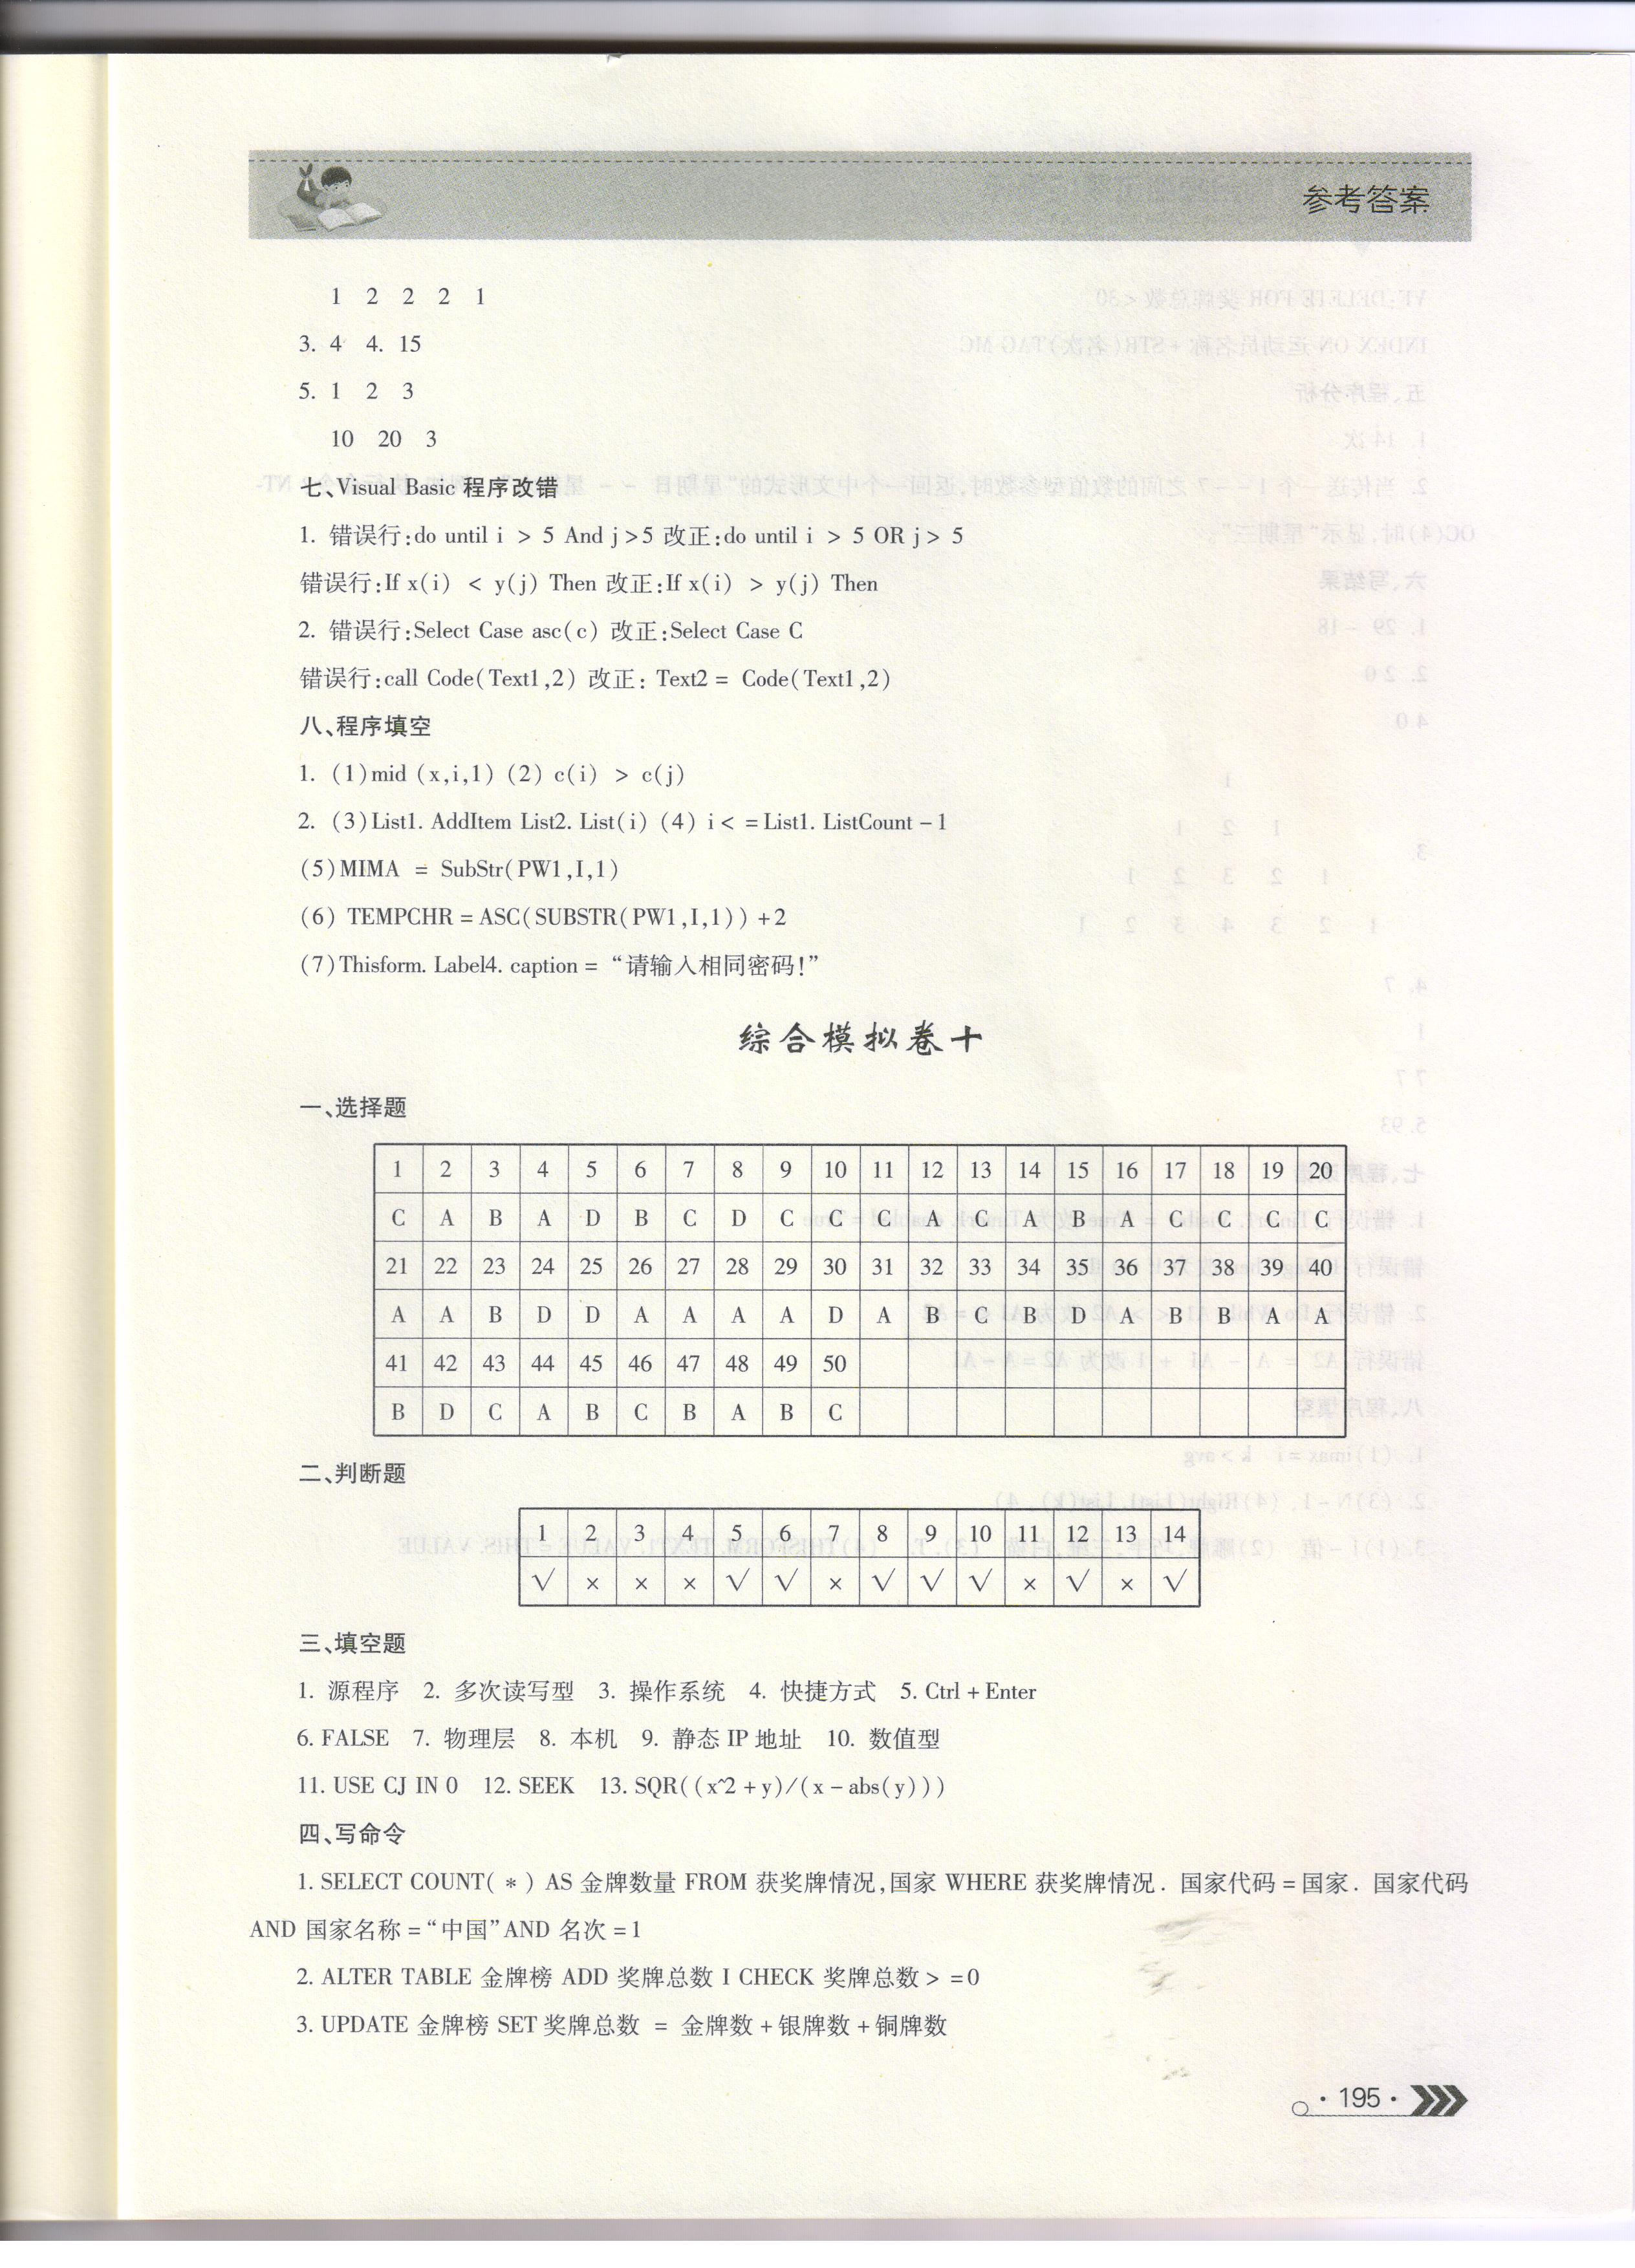 参考答案
1 2 2 2 1
3. 4 4. 15
5. 1 2 3
10 20 3
七、Visual Basic 程序改错
1. 错误行:do until i > 5 And j >5 改正:do until i > 5 OR j > 5
错误行:If x(i) < y(j) Then 改正:If x(i) > y(j) Then
2. 错误行:Select Case asc(c) 改正:Select Case C
错误行:call Code(Text1,2) 改正: Text2 = Code(Text1,2)
八、程序填空
1. (1)mid (x,i,1) (2) c(i) > c(j)
2. (3)List1. AddItem List2. List(i) (4) i < = List1. ListCount - 1
(5)MIMA = SubStr(PW1,I,1)
(6) TEMPCHR = ASC(SUBSTR(PW1,I,1)) +2
(7)Thisform. Label4. caption = “请输入相同密码!”
综合模拟卷十
一、选择题
1 2 3 4 5 6 7 8 9 10 11 12 13 14 15 16 17 18 19 20
C A B A D B C D C C C A C A B A C C C C
21 22 23 24 25 26 27 28 29 30 31 32 33 34 35 36 37 38 39 40
A A B D D A A A A D A B C B D A B B A A
41 42 43 44 45 46 47 48 49 50
B D C A B C B A B C
二、判断题
1 2 3 4 5 6 7 8 9 10 11 12 13 14
√ × × × √ √ × √ √ √ × √ × √
三、填空题
1. 源程序 2. 多次读写型 3. 操作系统 4. 快捷方式 5. Ctrl + Enter
6. FALSE 7. 物理层 8. 本机 9. 静态 IP 地址 10. 数值型
11. USE CJ IN 0 12. SEEK 13. SQR((x^2 + y)/(x - abs(y)))
四、写命令
1. SELECT COUNT( * ) AS 金牌数量 FROM 获奖牌情况,国家 WHERE 获奖牌情况. 国家代码 = 国家. 国家代码
AND 国家名称 = “中国”AND 名次 = 1
2. ALTER TABLE 金牌榜 ADD 奖牌总数 I CHECK 奖牌总数 > =0
3. UPDATE 金牌榜 SET 奖牌总数 = 金牌数 + 银牌数 + 铜牌数
· 195 ·